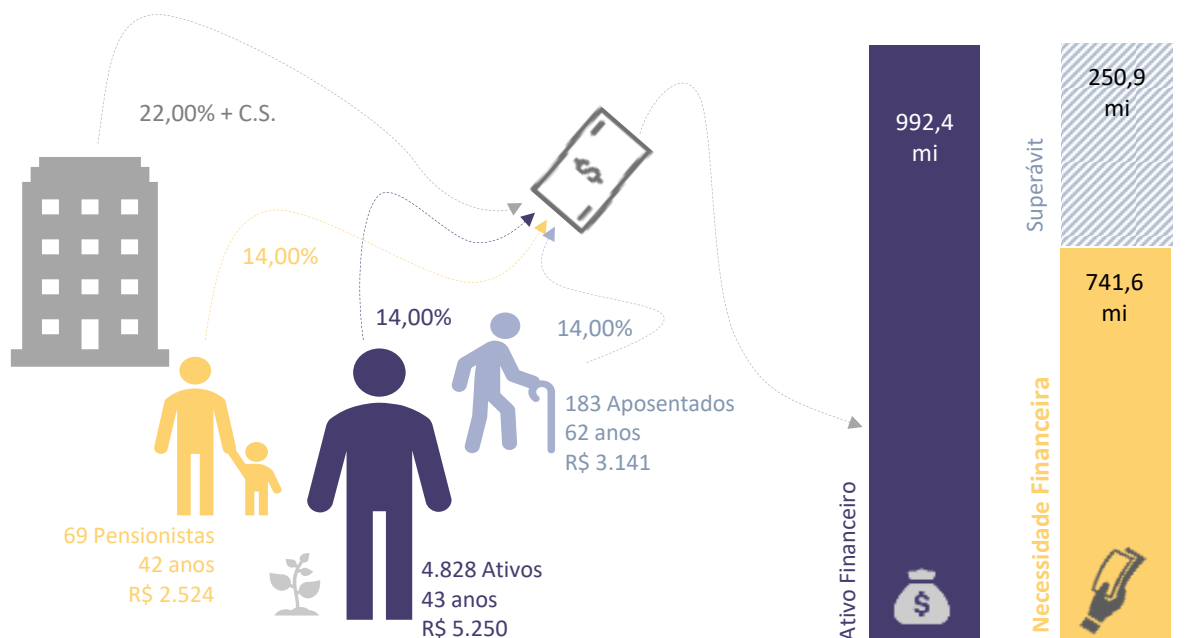 22,00% + C.S.
14,00%
14,00%
14,00%
183 Aposentados
62 anos
R$ 3.141
69 Pensionistas
42 anos
R$ 2.524
4.828 Ativos
43 anos
R$ 5.250
$
Ativo Financeiro
992,4
mi
$
Superávit
250,9
mi
Necessidade Financeira
741,6
mi